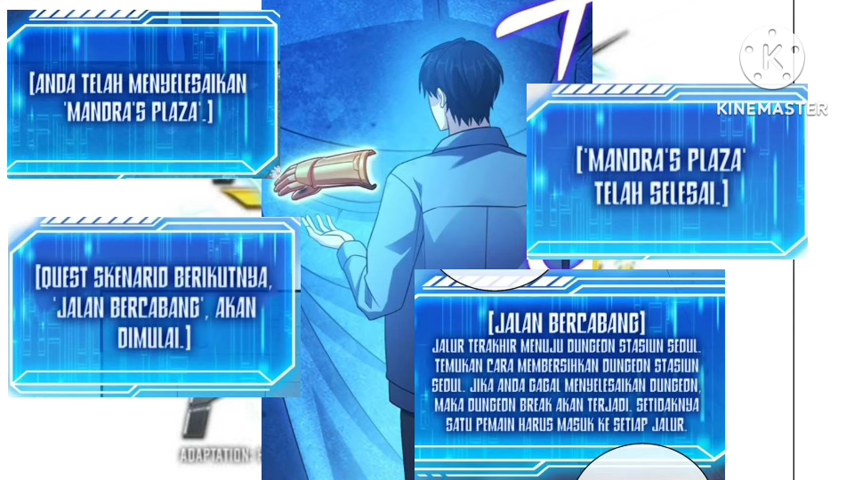 [ANDA TELAH MENYELESAIKAN
'MANDRA'S PLAZA'.]
KINEMASTER
['MANDRA'S PLAZA'
TELAH SELESAI.]
[QUEST SKENARIO BERIKUTNYA,
'JALAN BERCABANG', AKAN
DIMULAI.]
[JALAN BERCABANG]
JALUR TERAKHIR MENUJU DUNGEON STASIUN SEOUL.
TEMUKAN CARA MEMBERSIHKAN DUNGEON STASIUN
SEOUL. JIKA ANDA GAGAL MENYELESAIKAN DUNGEON,
MAKA DUNGEON BREAK AKAN TERJADI. SETIDAKNYA
SATU PEMAIN HARUS MASUK KE SETIAP JALUR.
ADAPTATION: